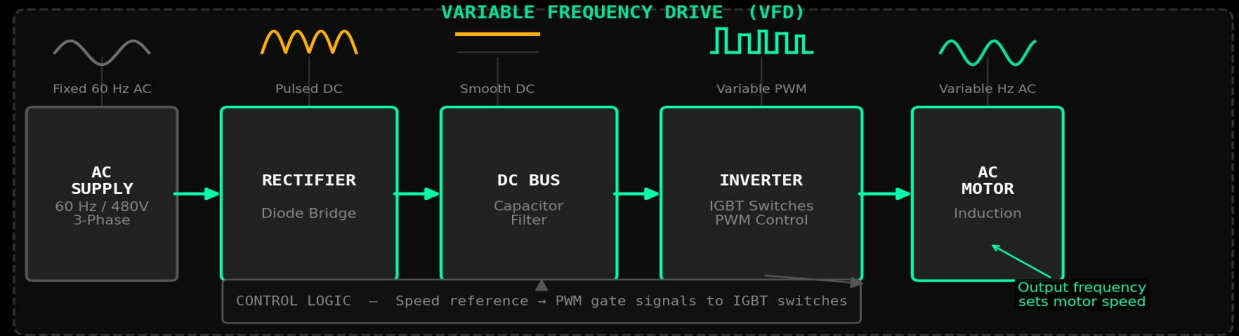 VARIABLE FREQUENCY DRIVE (VFD)
Fixed 60 Hz AC
Pulsed DC
Smooth DC
Variable PWM
Variable Hz AC
AC
SUPPLY
60 Hz / 480V
3-Phase
RECTIFIER
Diode Bridge
DC BUS
Capacitor
Filter
INVERTER
IGBT Switches
PWM Control
AC
MOTOR
Induction
CONTROL LOGIC — Speed reference → PWM gate signals to IGBT switches
Output frequency
sets motor speed